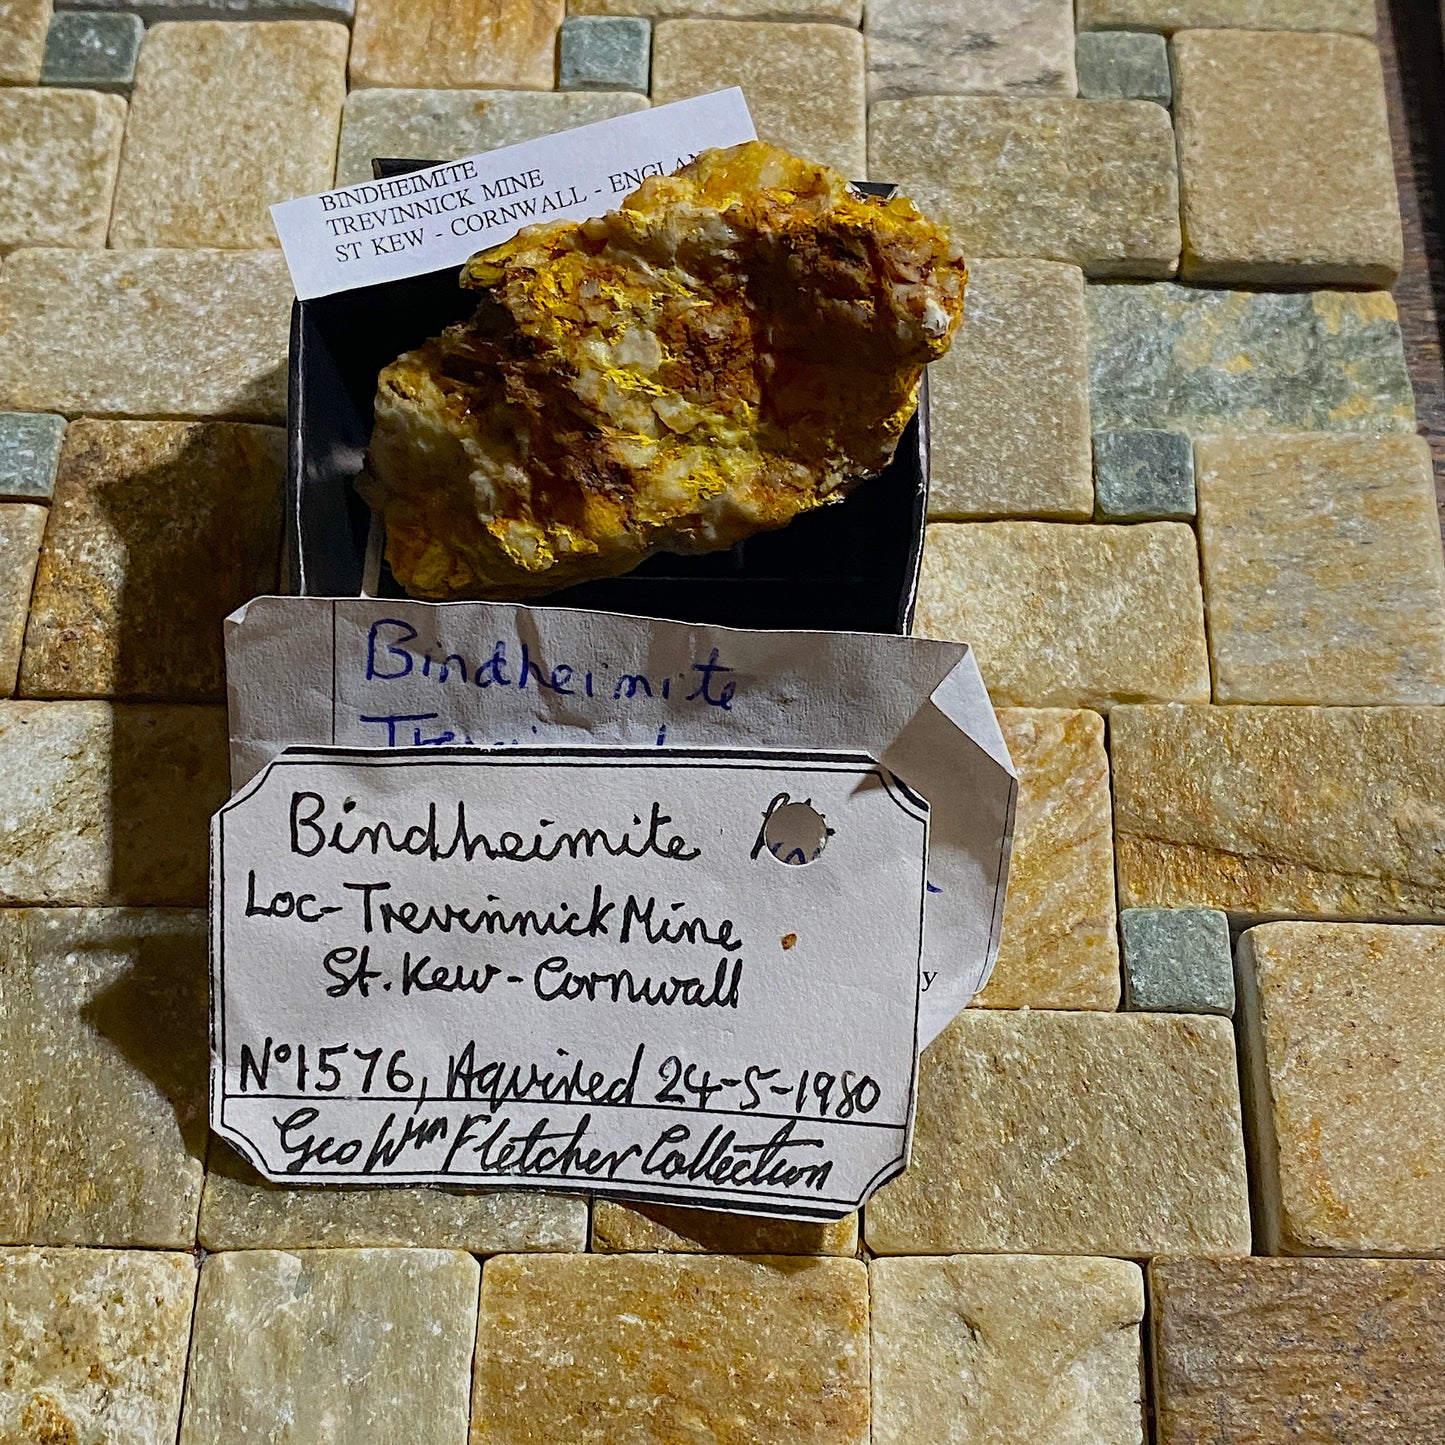 BINDHEIMITE
TREVINNICK MINE
ST KEW - CORNWALL - ENGLAN
Bindheimite
Bindheimite
Loc-Trevinnick Mine
St. Kew - Cornwall
y
Nº1576, Aquired 24-5-1980
Geo Wm Fletcher Collection